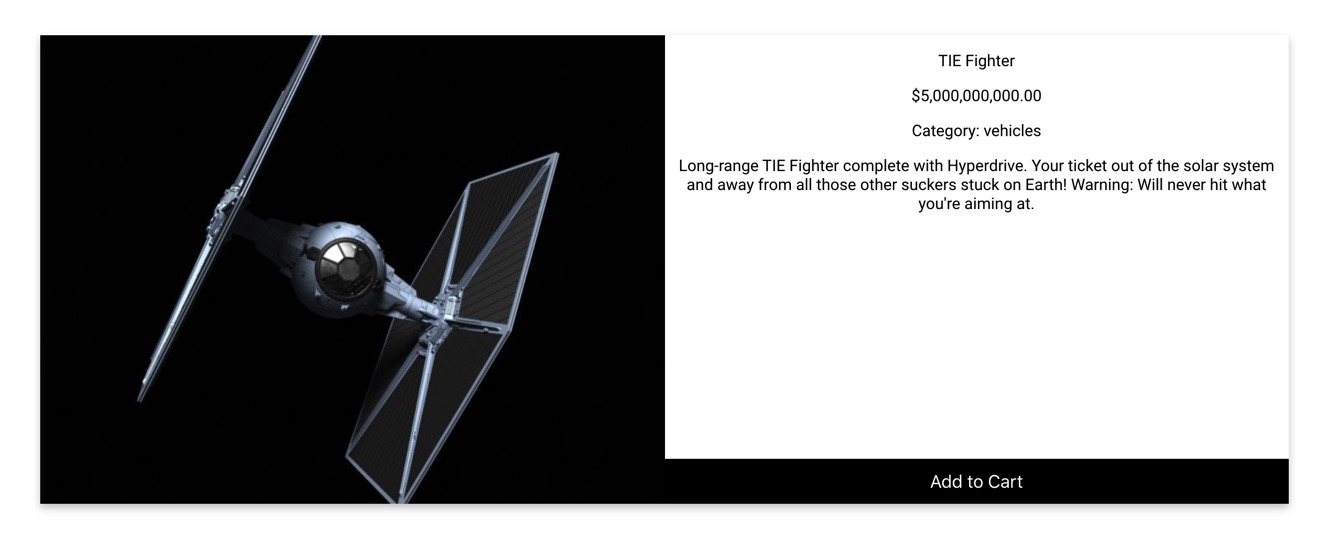 TIE Fighter
$5,000,000,000.00
Category: vehicles
Long-range TIE Fighter complete with Hyperdrive. Your ticket out of the solar system
and away from all those other suckers stuck on Earth! Warning: Will never hit what
you're aiming at.
Add to Cart